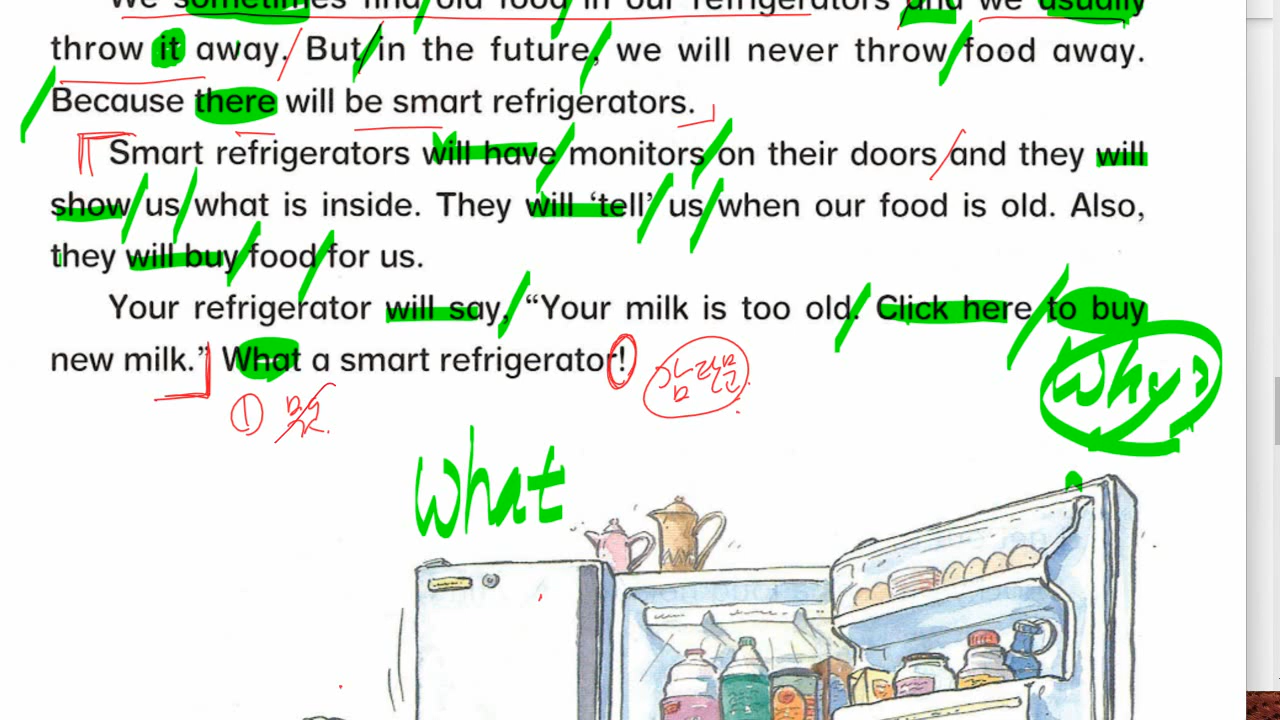 We sometimes find old food in our refrigerators and we usually
throw it away. But in the future, we will never throw food away.
Because there will be smart refrigerators.
Smart refrigerators will have monitors on their doors and they will
show us what is inside. They will ‘tell’ us when our food is old. Also,
they will buy food for us.
Your refrigerator will say, “Your milk is too old. Click here to buy
new milk.” What a smart refrigerator!
감탄문
Why?
①
What